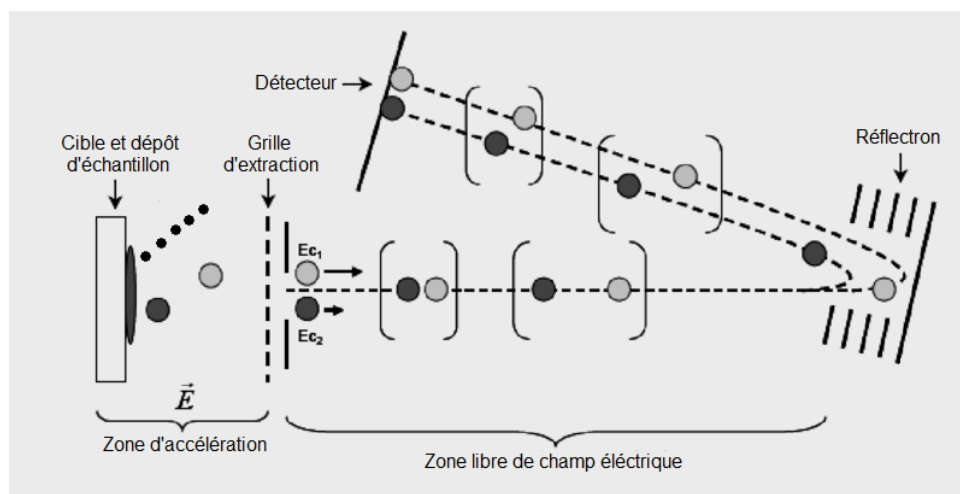 Détecteur
Cible et dépôt
d'échantillon
Grille
d'extraction
Réflectron
Ec1
Ec2
E
Zone d'accélération
Zone libre de champ éléctrique